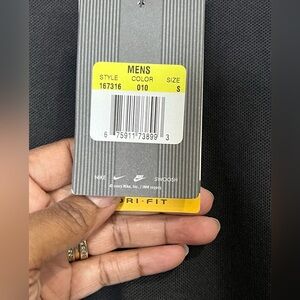 MENS
STYLE COLOR SIZE
167316 010 S
6 75911 73899 3
NIKE SWOOSH
DRI-FIT